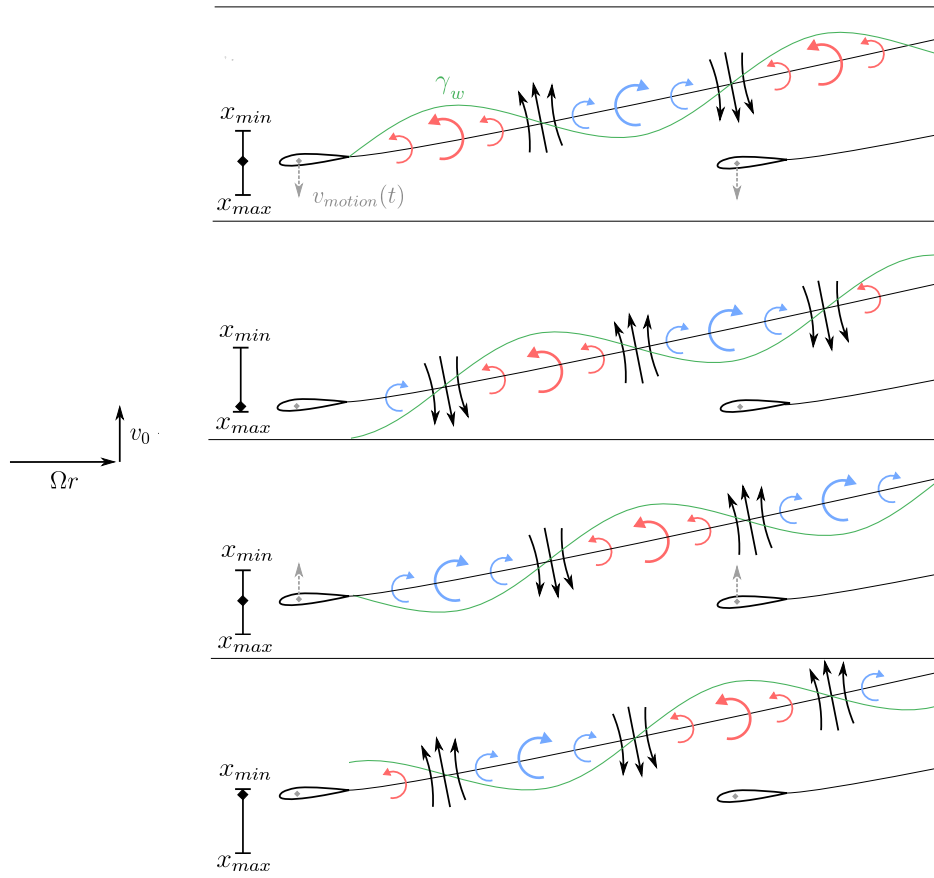 γ_w
x_min
x_max
v_motion(t)
x_min
x_max
v_0
Ωr
x_min
x_max
x_min
x_max